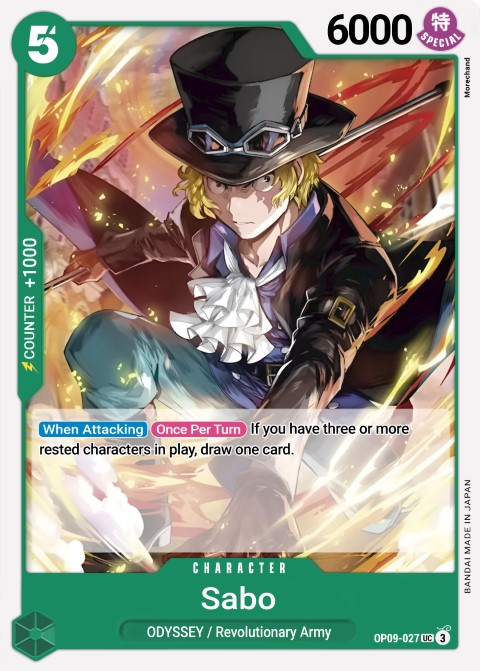 5
6000
特
SPECIAL
Morechand
COUNTER +1000
When Attacking Once Per Turn If you have three or more
rested characters in play, draw one card.
BANDAI MADE IN JAPAN
CHARACTER
Sabo
ODYSSEY / Revolutionary Army
OP09-027 UC 3